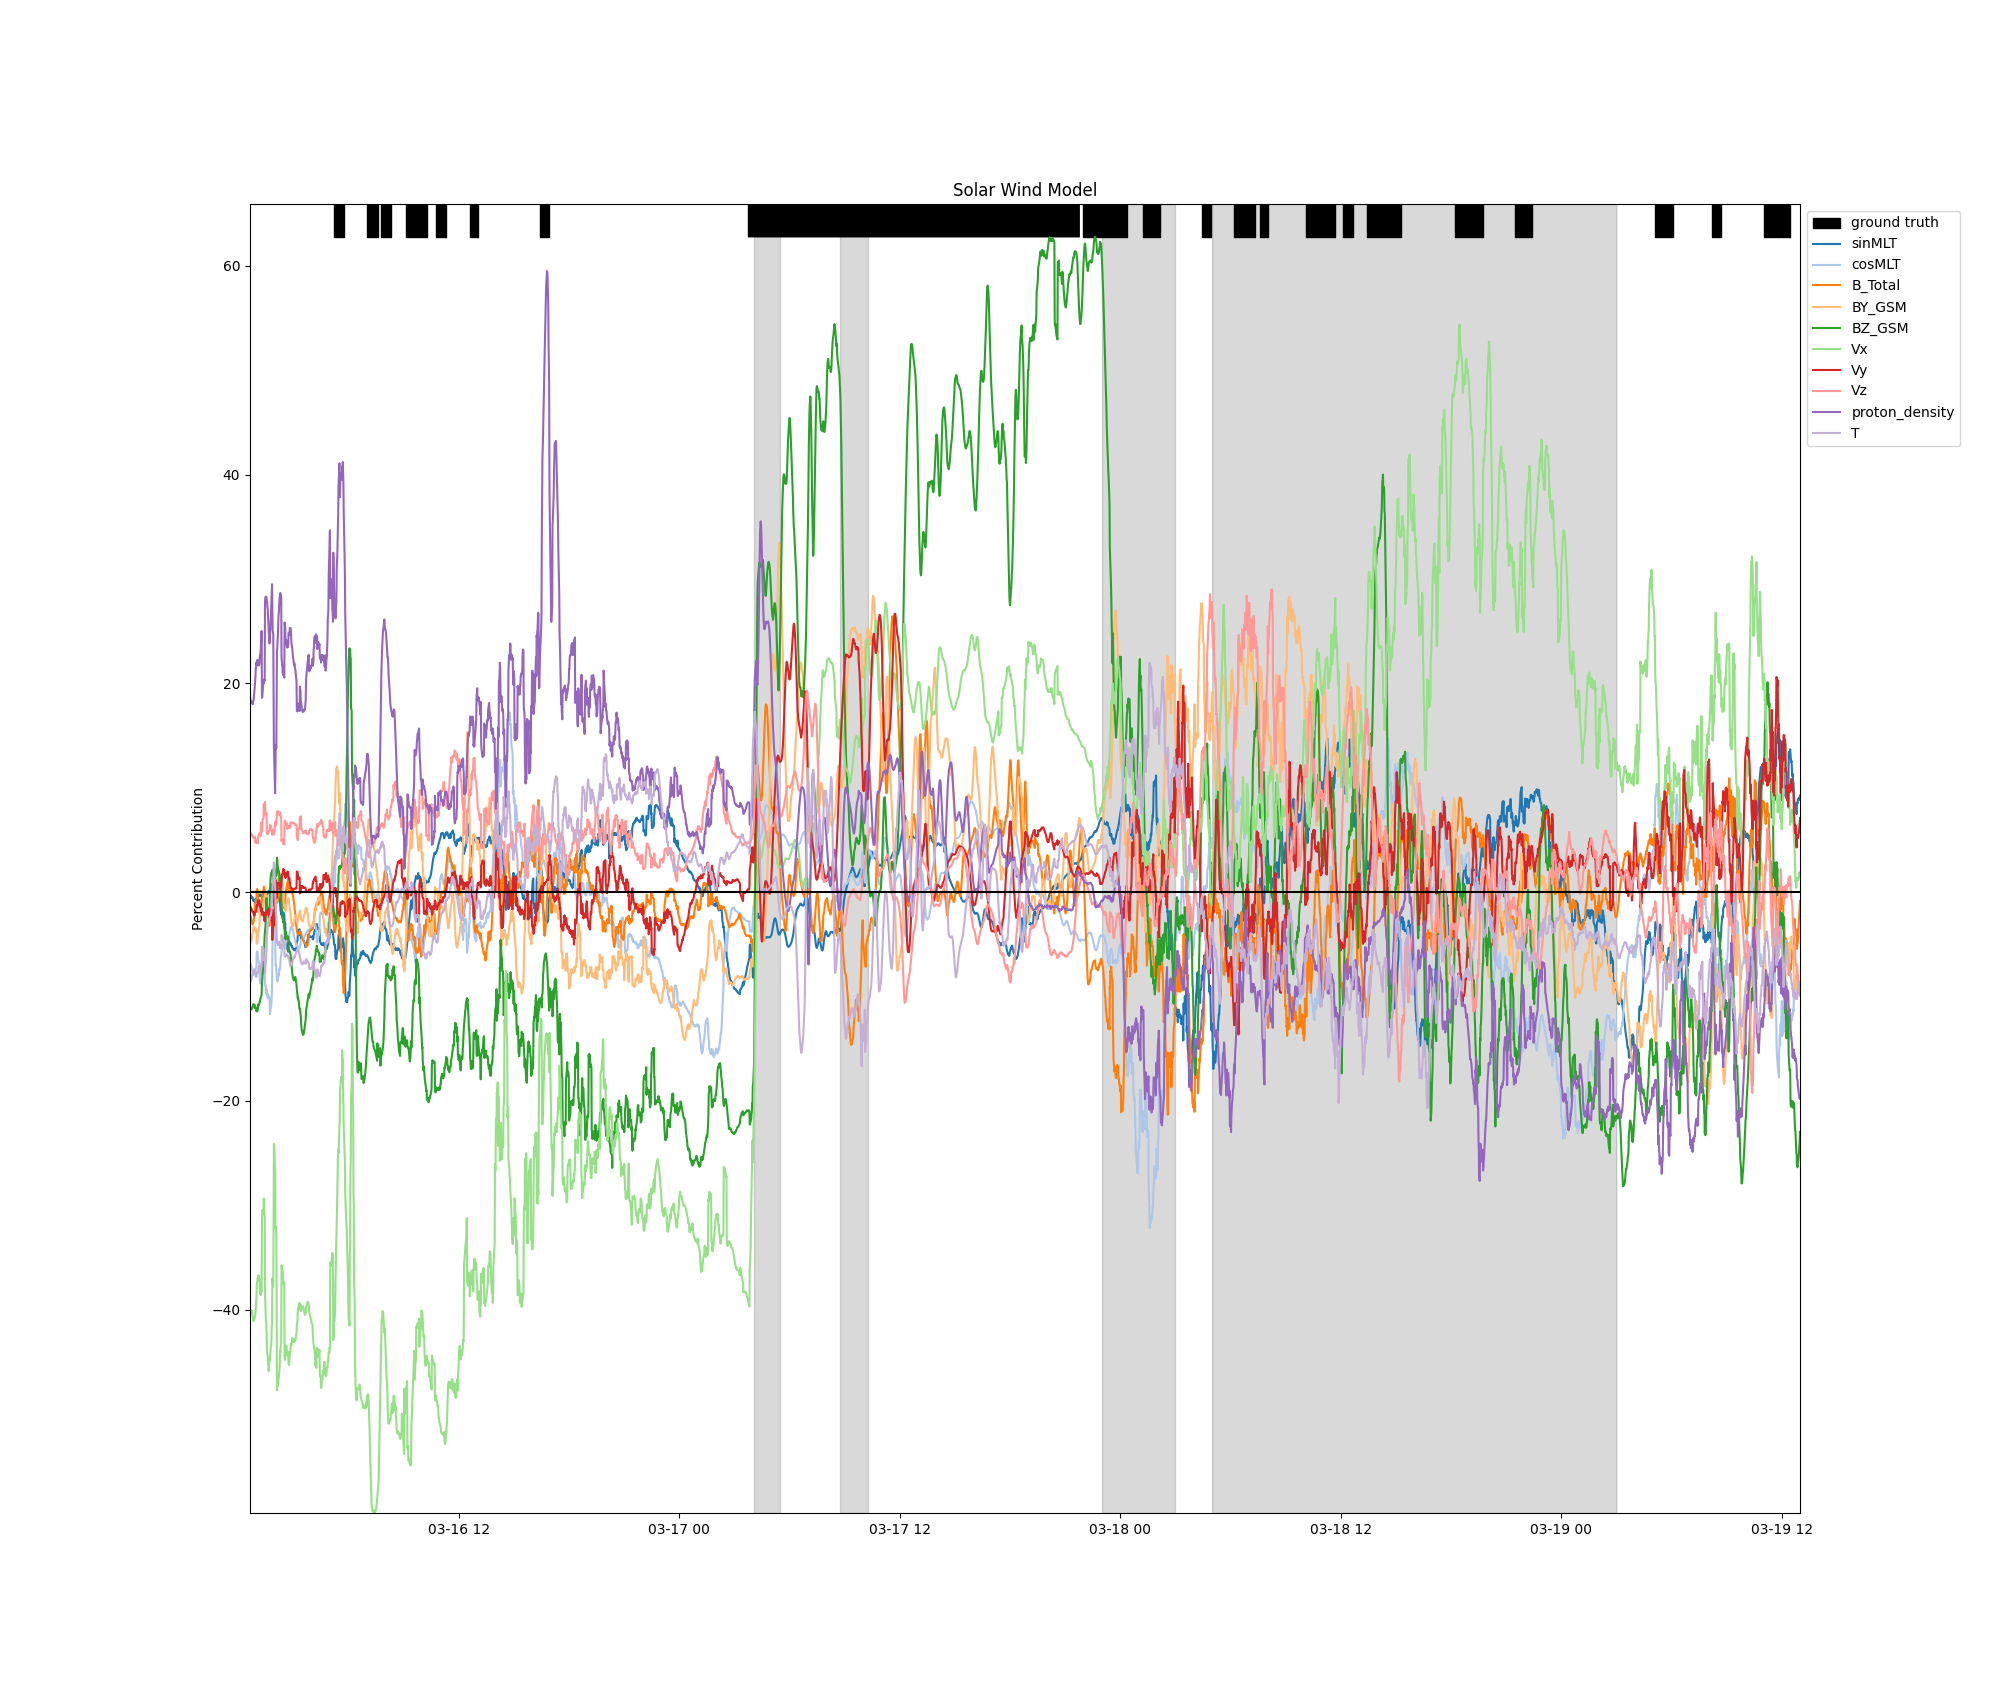 Solar Wind Model
Percent Contribution
60
40
20
0
−20
−40
03-16 12
03-17 00
03-17 12
03-18 00
03-18 12
03-19 00
03-19 12
ground truth
sinMLT
cosMLT
B_Total
BY_GSM
BZ_GSM
Vx
Vy
Vz
proton_density
T